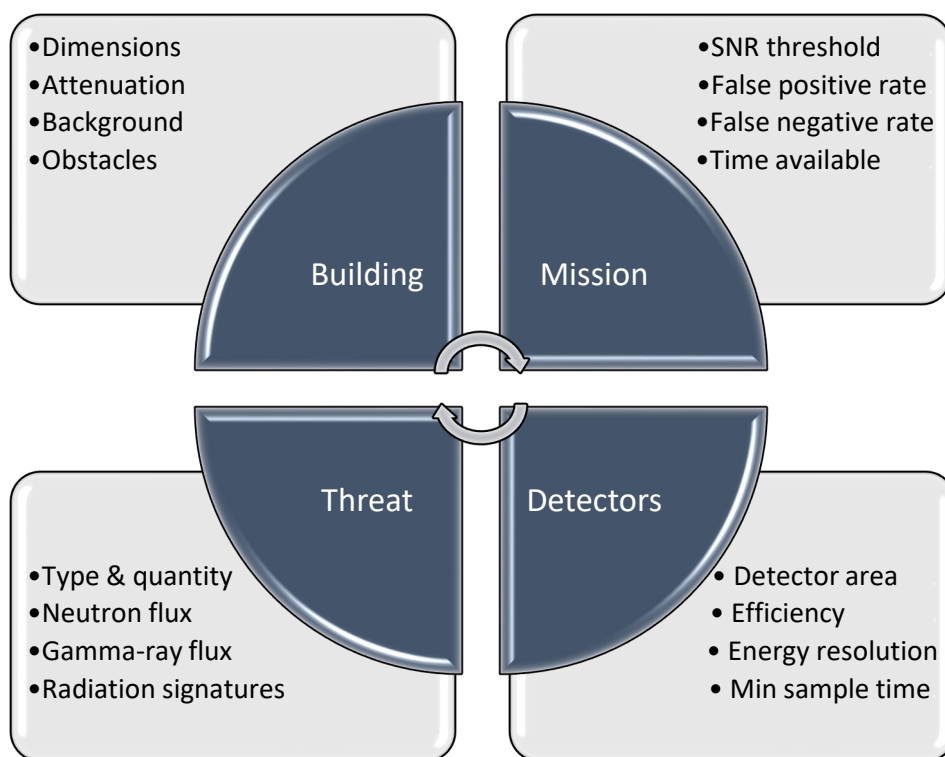 •Dimensions
•Attenuation
•Background
•Obstacles
Building
•SNR threshold
•False positive rate
•False negative rate
•Time available
Mission
Threat
•Type & quantity
•Neutron flux
•Gamma-ray flux
•Radiation signatures
Detectors
• Detector area
• Efficiency
• Energy resolution
• Min sample time